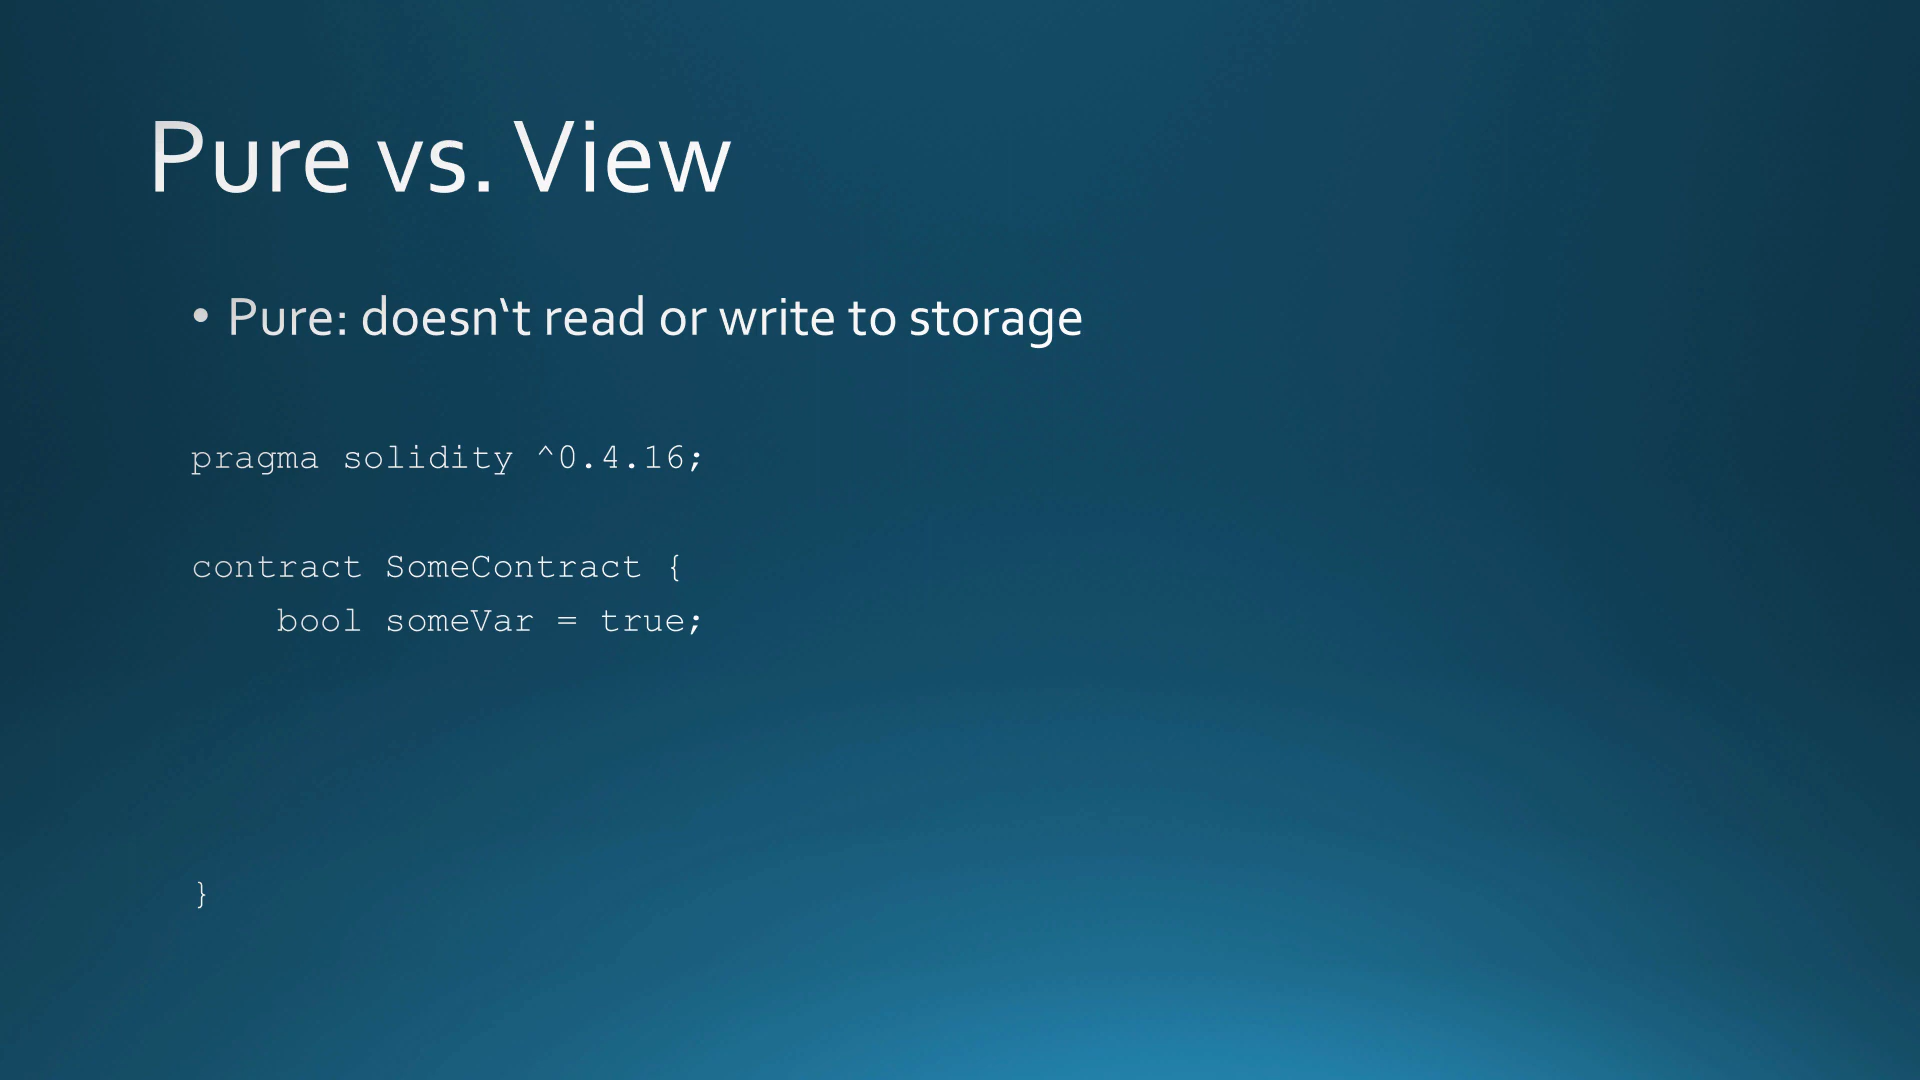 Pure vs. View
• Pure: doesn‘t read or write to storage
pragma solidity ^0.4.16;
contract SomeContract {
    bool someVar = true;
}